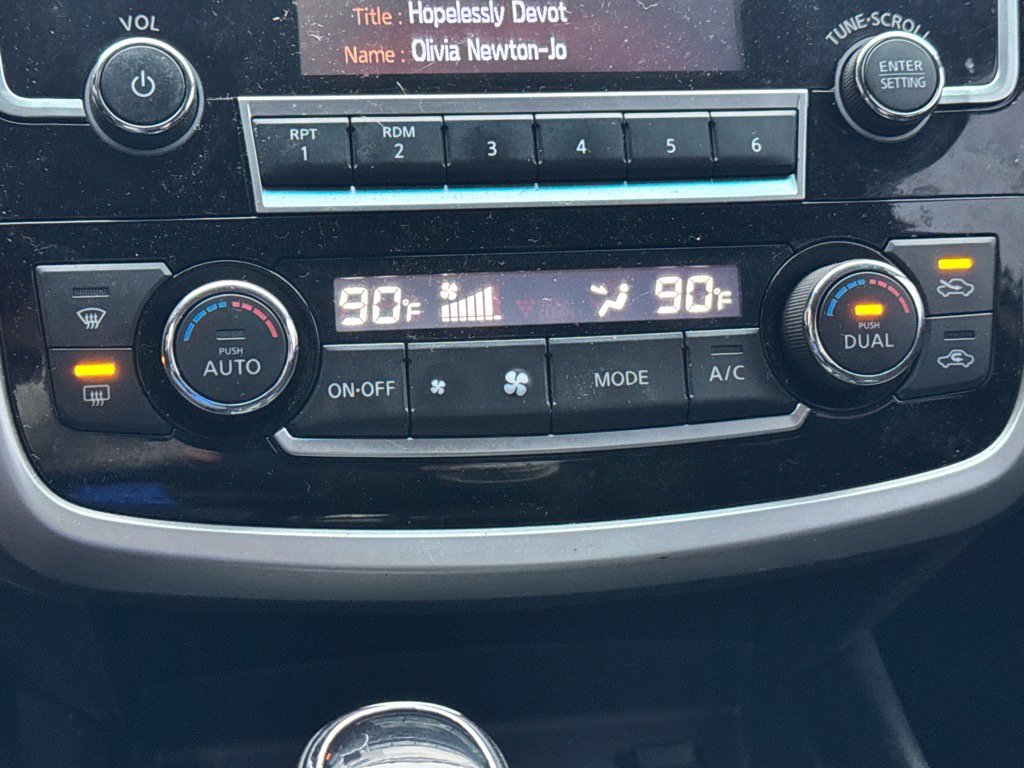 VOL
Title : Hopelessly Devot
Name : Olivia Newton-Jo
TUNE·SCROLL
ENTER
SETTING
RPT
1
RDM
2
3
4
5
6
90°F
90°F
PUSH
AUTO
ON·OFF
MODE
A/C
PUSH
DUAL